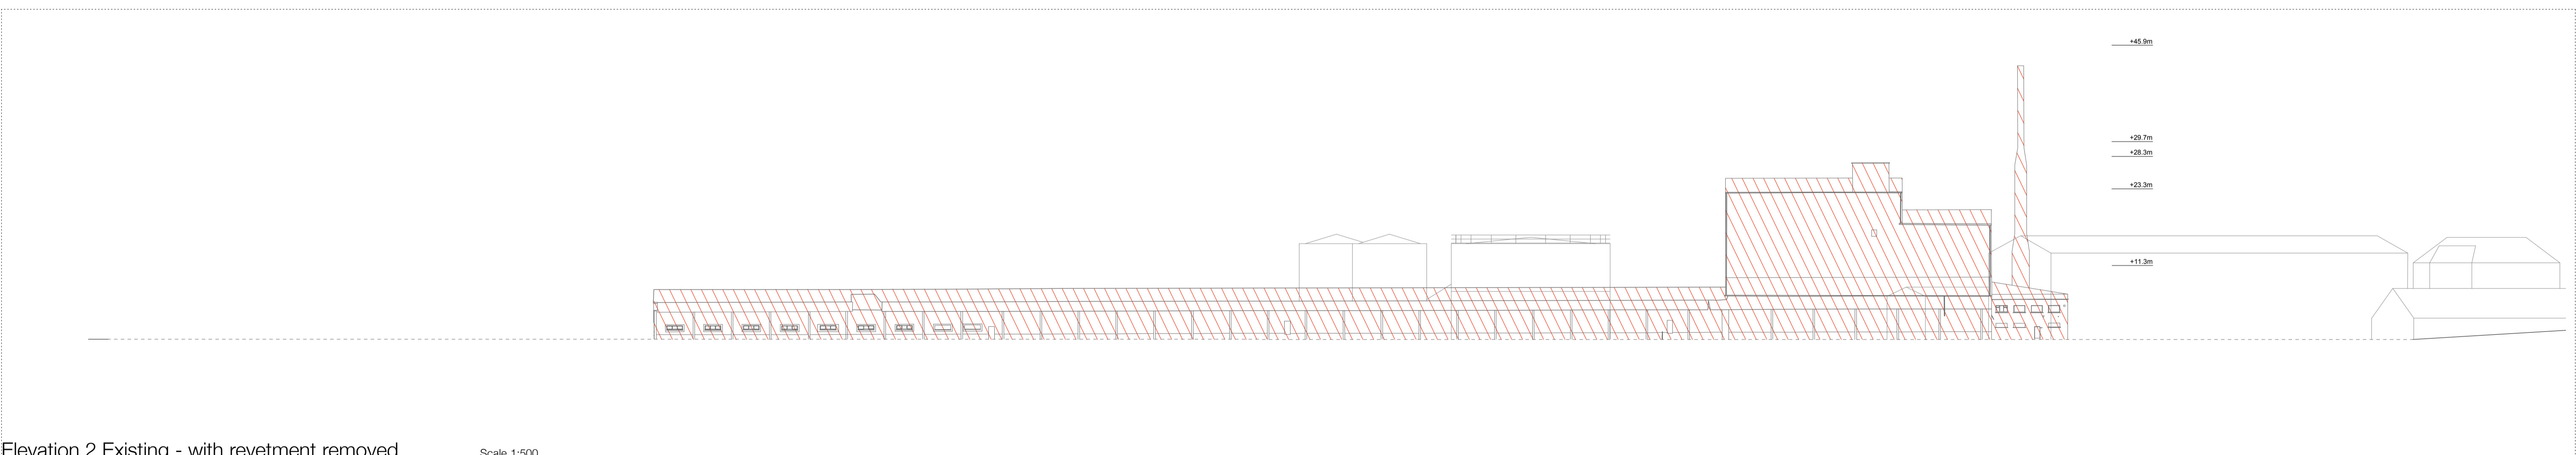 +45.9m
+29.7m
+28.3m
+23.3m
+11.3m
Elevation 2 Existing - with revetment removed
Scale 1:500